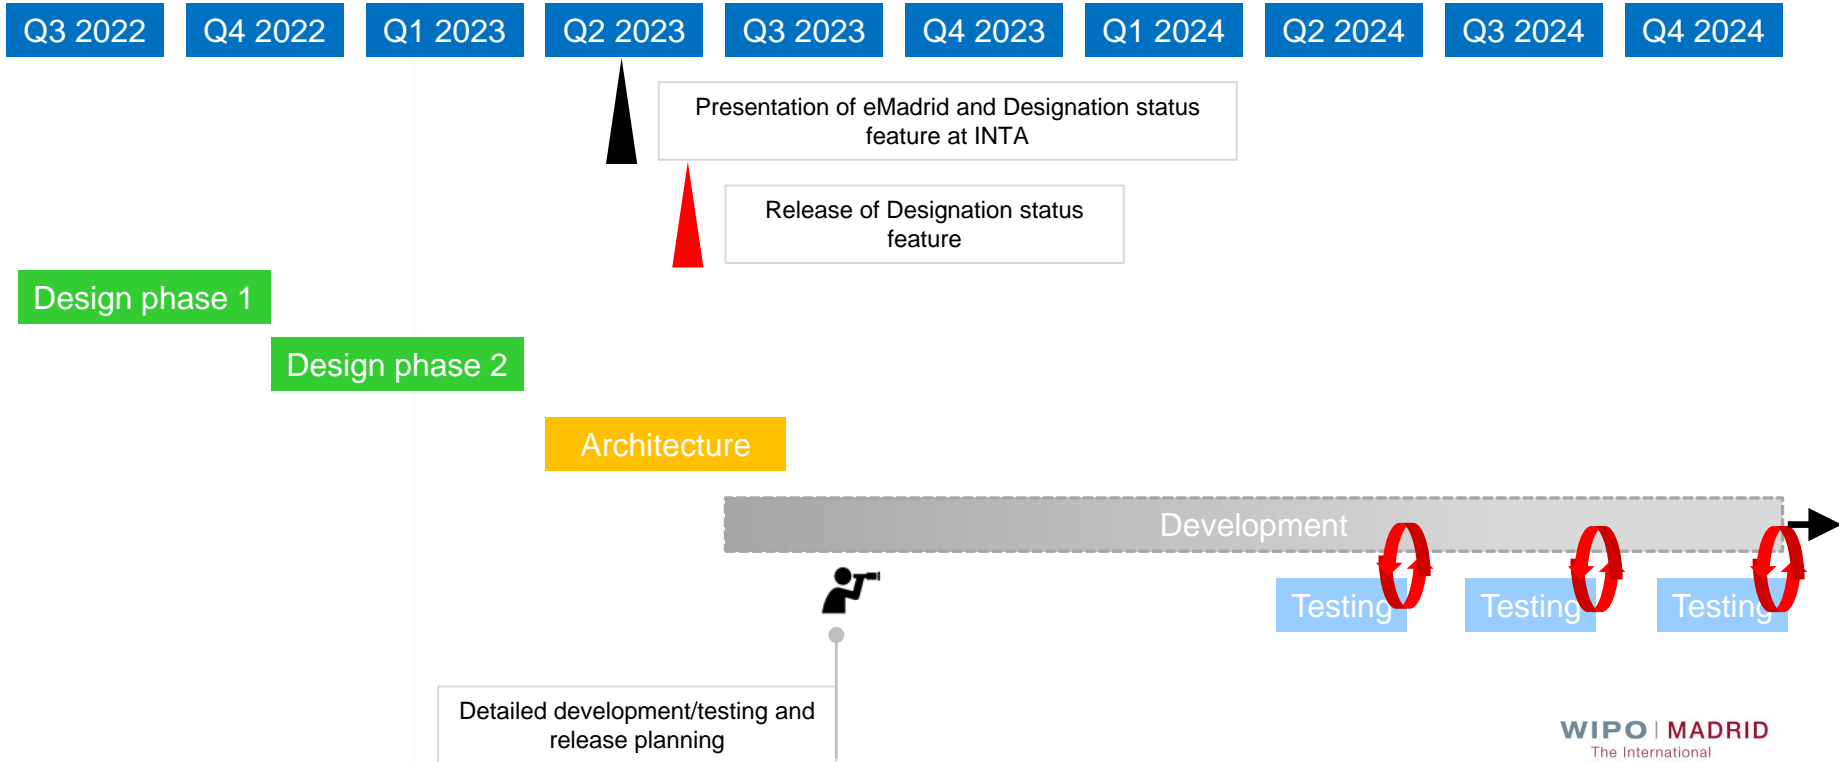 Q3 2022 Q4 2022 Q1 2023 Q2 2023 Q3 2023 Q4 2023 Q1 2024 Q2 2024 Q3 2024 Q4 2024
Presentation of eMadrid and Designation status
feature at INTA
Release of Designation status
feature
Design phase 1
Design phase 2
Architecture
Development
Testing Testing Testing
Detailed development/testing and
release planning
WIPO | MADRID
The International